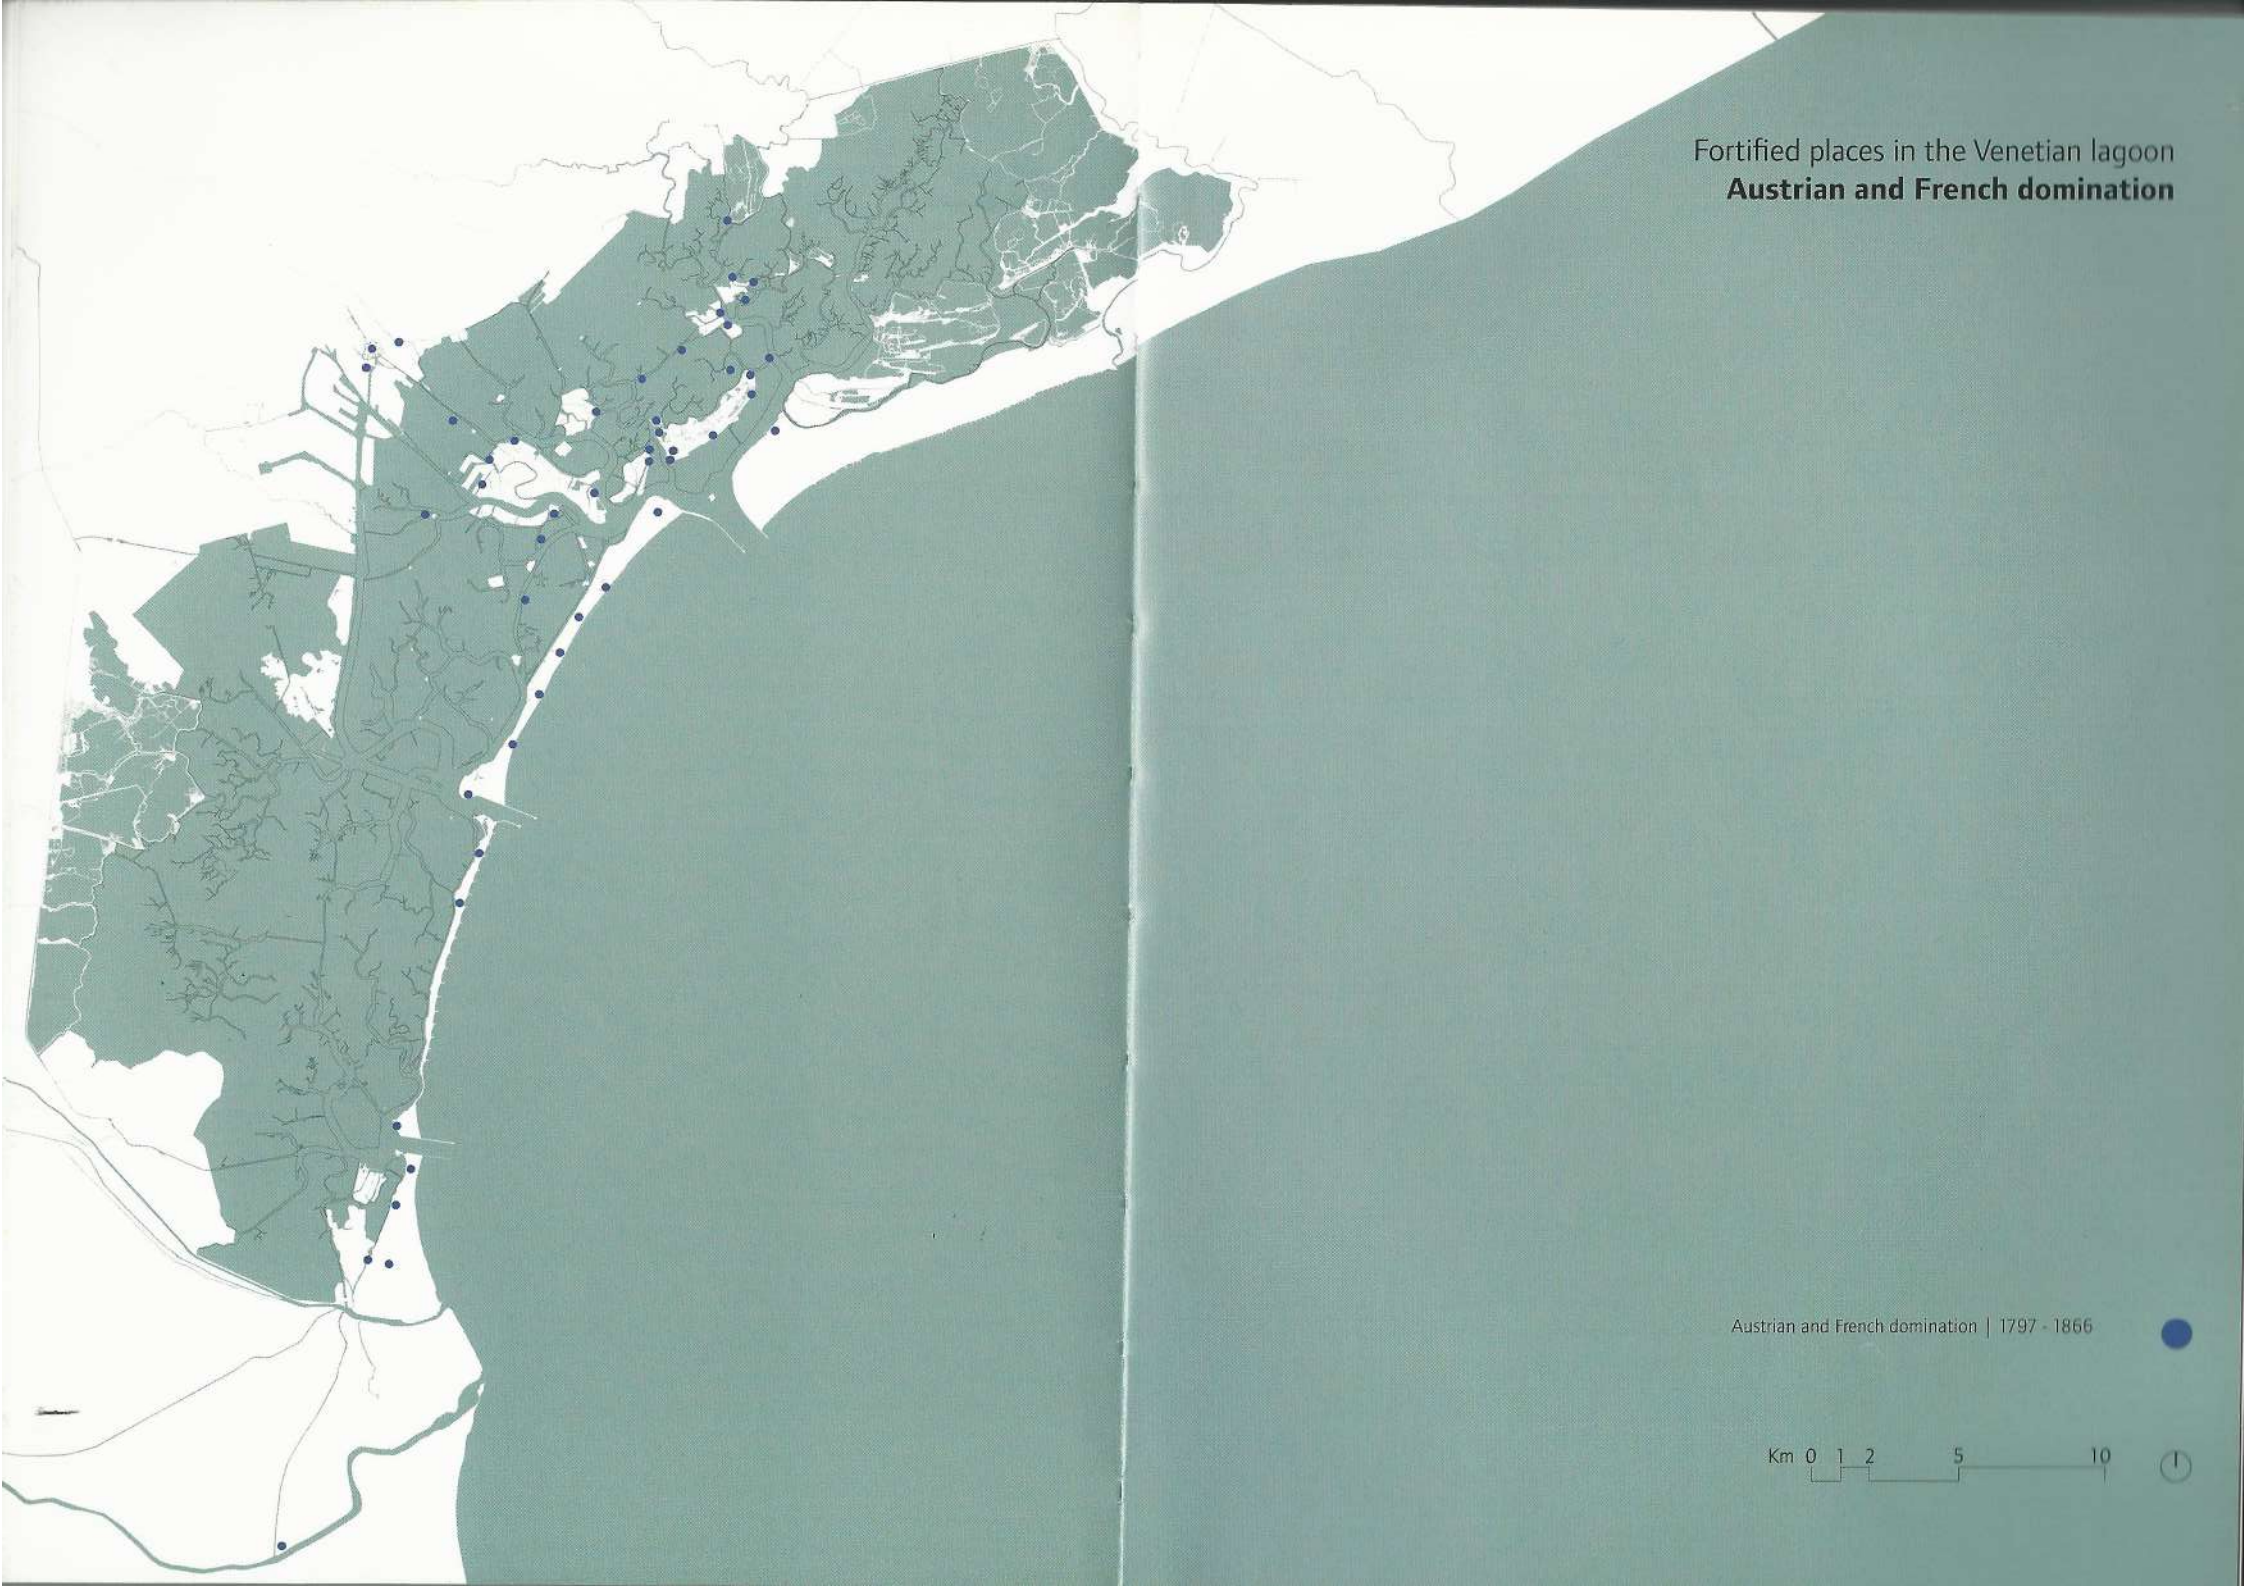 Fortified places in the Venetian lagoon
Austrian and French domination
Austrian and French domination | 1797 - 1866
Km 0 1 2 5 10